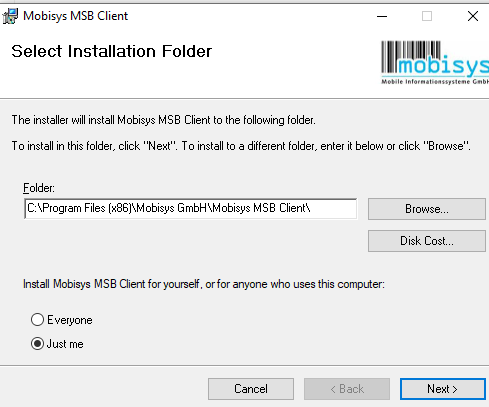 Mobisys MSB Client
Select Installation Folder
mobisys
Mobile Informationssysteme GmbH
The installer will install Mobisys MSB Client to the following folder.
To install in this folder, click "Next". To install to a different folder, enter it below or click "Browse".
Folder:
C:\Program Files (x86)\Mobisys GmbH\Mobisys MSB Client\
Browse...
Disk Cost...
Install Mobisys MSB Client for yourself, or for anyone who uses this computer:
Everyone
Just me
Cancel
< Back
Next >